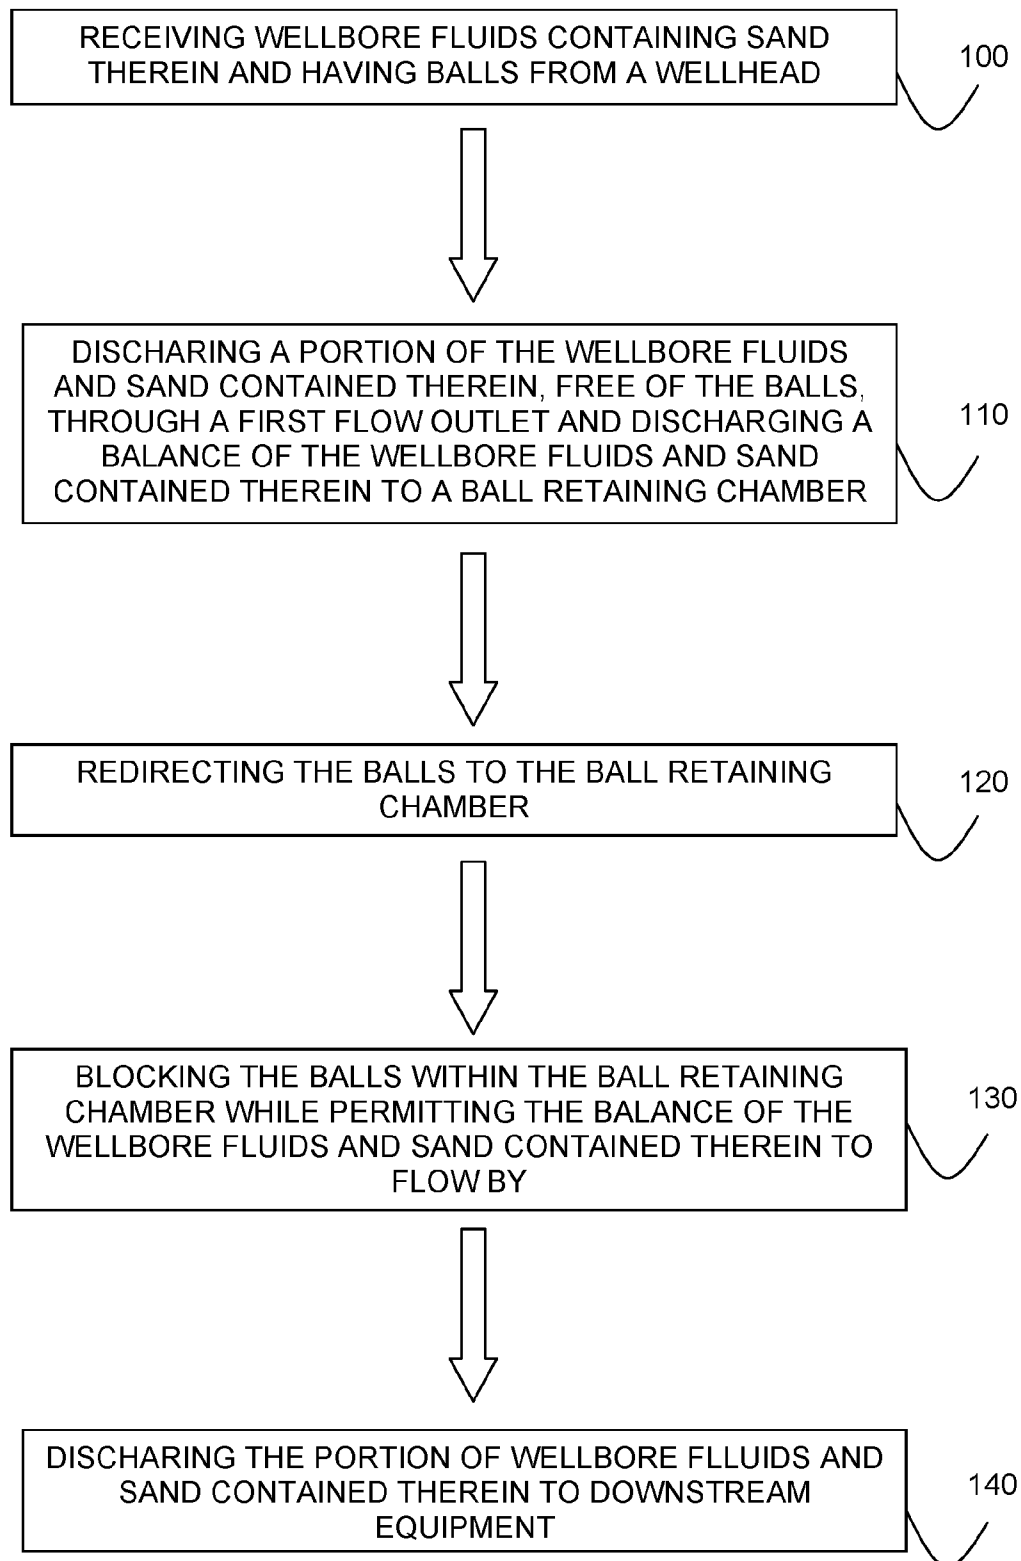 RECEIVING WELLBORE FLUIDS CONTAINING SAND
THEREIN AND HAVING BALLS FROM A WELLHEAD
100
DISCHARING A PORTION OF THE WELLBORE FLUIDS
AND SAND CONTAINED THEREIN, FREE OF THE BALLS,
THROUGH A FIRST FLOW OUTLET AND DISCHARGING A
BALANCE OF THE WELLBORE FLUIDS AND SAND
CONTAINED THEREIN TO A BALL RETAINING CHAMBER
110
REDIRECTING THE BALLS TO THE BALL RETAINING
CHAMBER
120
BLOCKING THE BALLS WITHIN THE BALL RETAINING
CHAMBER WHILE PERMITTING THE BALANCE OF THE
WELLBORE FLUIDS AND SAND CONTAINED THEREIN TO
FLOW BY
130
DISCHARING THE PORTION OF WELLBORE FLLUIDS AND
SAND CONTAINED THEREIN TO DOWNSTREAM
EQUIPMENT
140